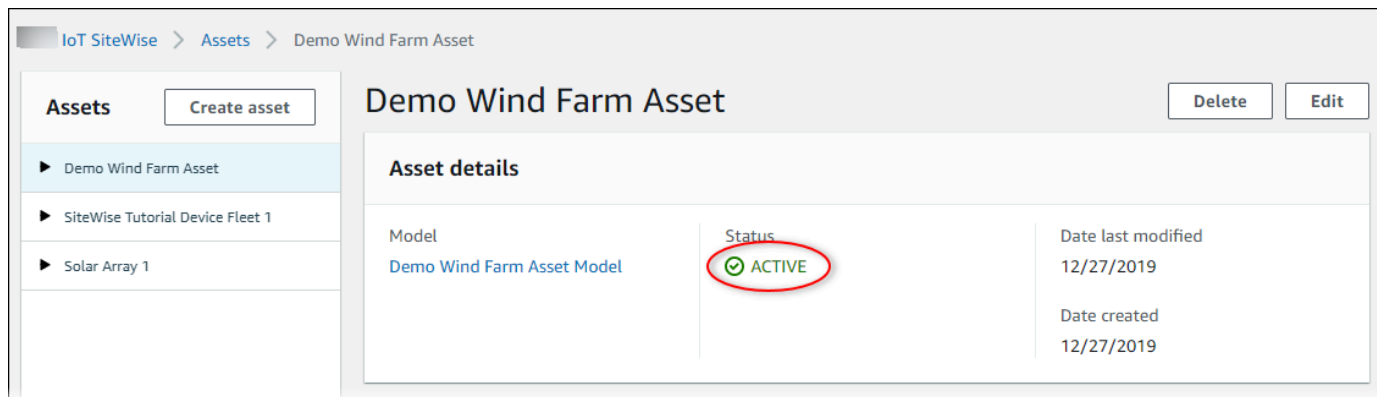 IoT SiteWise > Assets > Demo Wind Farm Asset
Assets
Create asset
Demo Wind Farm Asset
SiteWise Tutorial Device Fleet 1
Solar Array 1
Demo Wind Farm Asset
Delete
Edit
Asset details
Model
Demo Wind Farm Asset Model
Status
ACTIVE
Date last modified
12/27/2019
Date created
12/27/2019